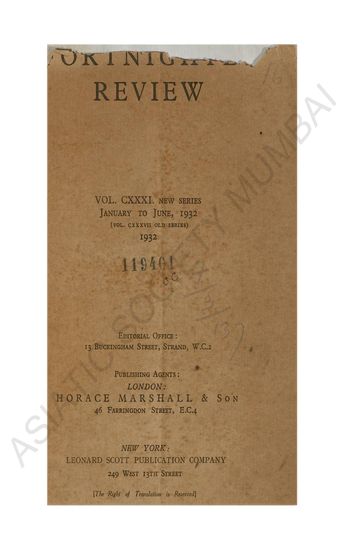 FORTNIGHTLY
REVIEW
VOL. CXXXI. NEW SERIES
JANUARY TO JUNE, 1932
[VOL. CXXXVII OLD SERIES]
1932
119401
EDITORIAL OFFICE:
13 BUCKINGHAM STREET, STRAND, W.C.2
PUBLISHING AGENTS:
LONDON:
HORACE MARSHALL & SON
46 FARRINGDON STREET, E.C.4
NEW YORK:
LEONARD SCOTT PUBLICATION COMPANY
249 WEST 13TH STREET
[The Right of Translation is Reserved]
ASIATIC SOCIETY MUMBAI